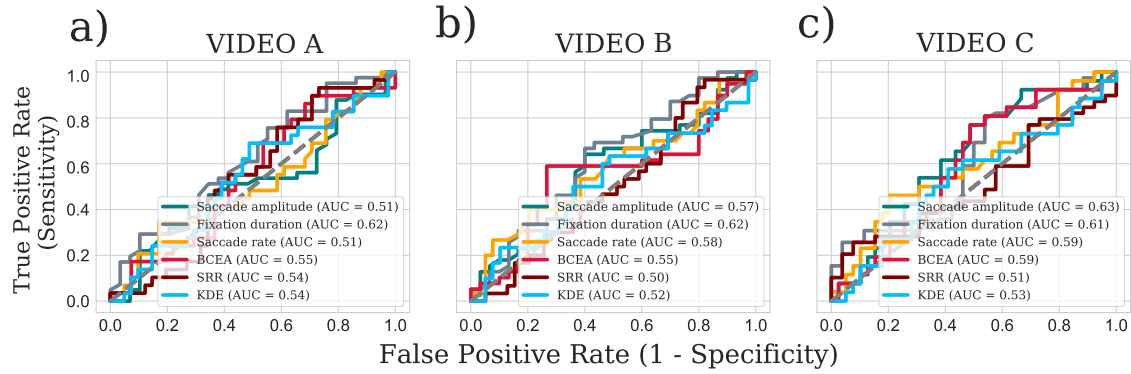 a)
VIDEO A
b)
VIDEO B
c)
VIDEO C
True Positive Rate
(Sensitivity)
1.0
0.8
0.6
0.4
0.2
0.0
Saccade amplitude (AUC = 0.51)
Fixation duration (AUC = 0.62)
Saccade rate (AUC = 0.51)
BCEA (AUC = 0.55)
SRR (AUC = 0.54)
KDE (AUC = 0.54)
0.0 0.2 0.4 0.6 0.8 1.0
Saccade amplitude (AUC = 0.57)
Fixation duration (AUC = 0.62)
Saccade rate (AUC = 0.58)
BCEA (AUC = 0.55)
SRR (AUC = 0.50)
KDE (AUC = 0.52)
0.0 0.2 0.4 0.6 0.8 1.0
Saccade amplitude (AUC = 0.63)
Fixation duration (AUC = 0.61)
Saccade rate (AUC = 0.59)
BCEA (AUC = 0.59)
SRR (AUC = 0.51)
KDE (AUC = 0.53)
0.0 0.2 0.4 0.6 0.8 1.0
False Positive Rate (1 - Specificity)